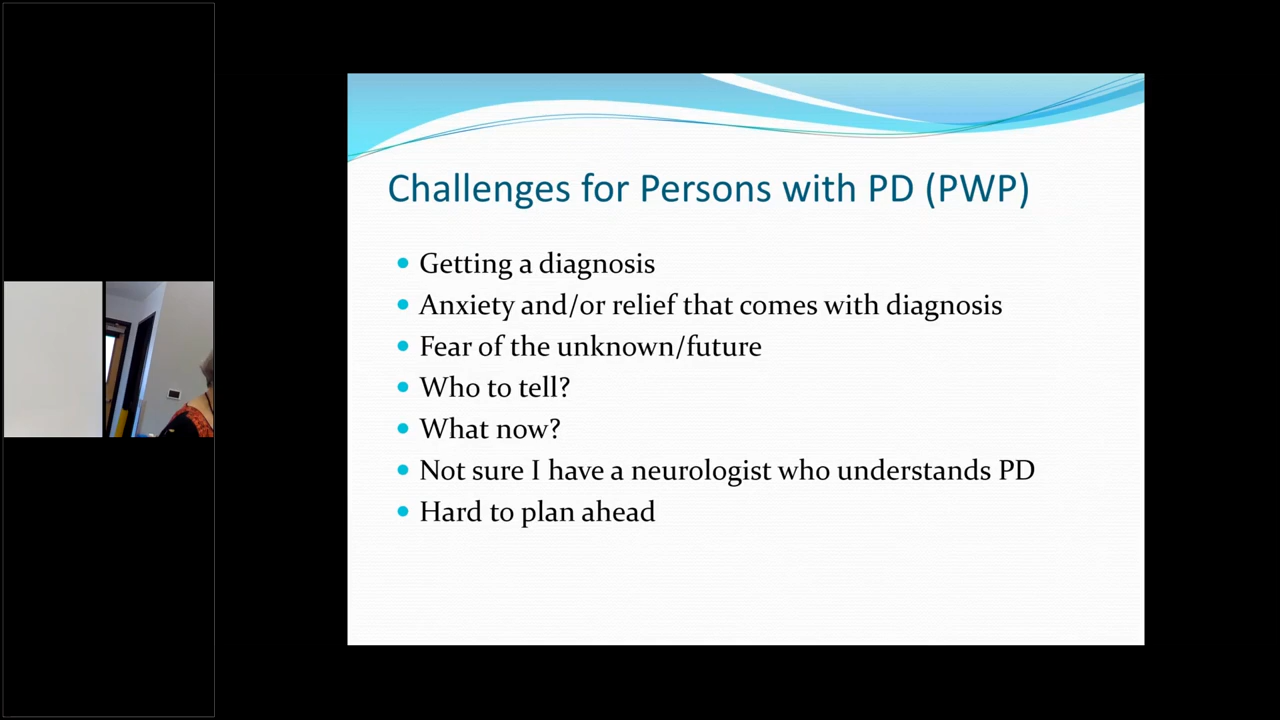 Challenges for Persons with PD (PWP)
Getting a diagnosis
Anxiety and/or relief that comes with diagnosis
Fear of the unknown/future
Who to tell?
What now?
Not sure I have a neurologist who understands PD
Hard to plan ahead